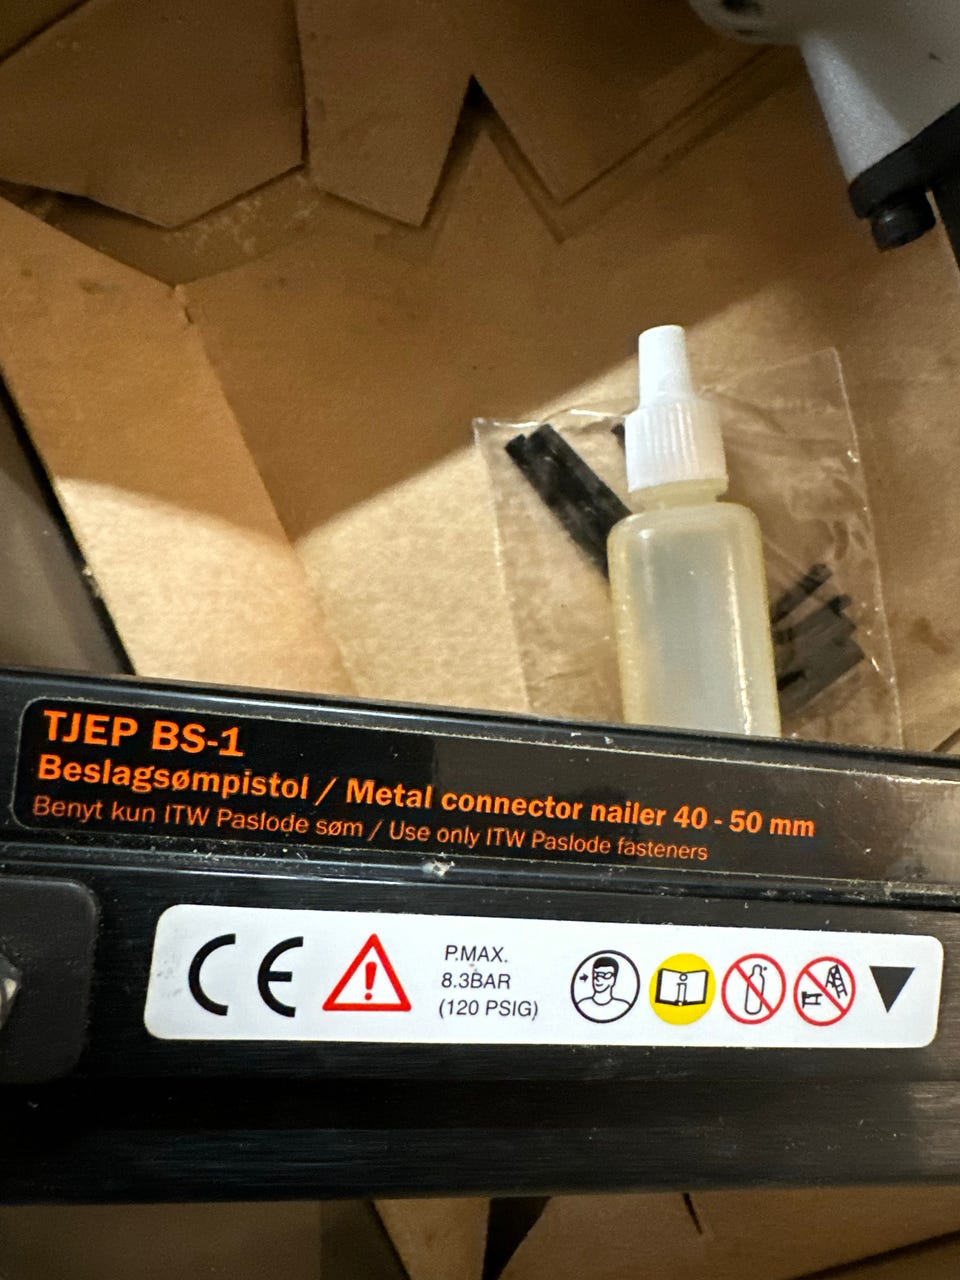 TJEP BS-1
Beslagsømpistol / Metal connector nailer 40 - 50 mm
Benyt kun ITW Paslode søm / Use only ITW Paslode fasteners
CE
P.MAX.
8.3BAR
(120 PSIG)